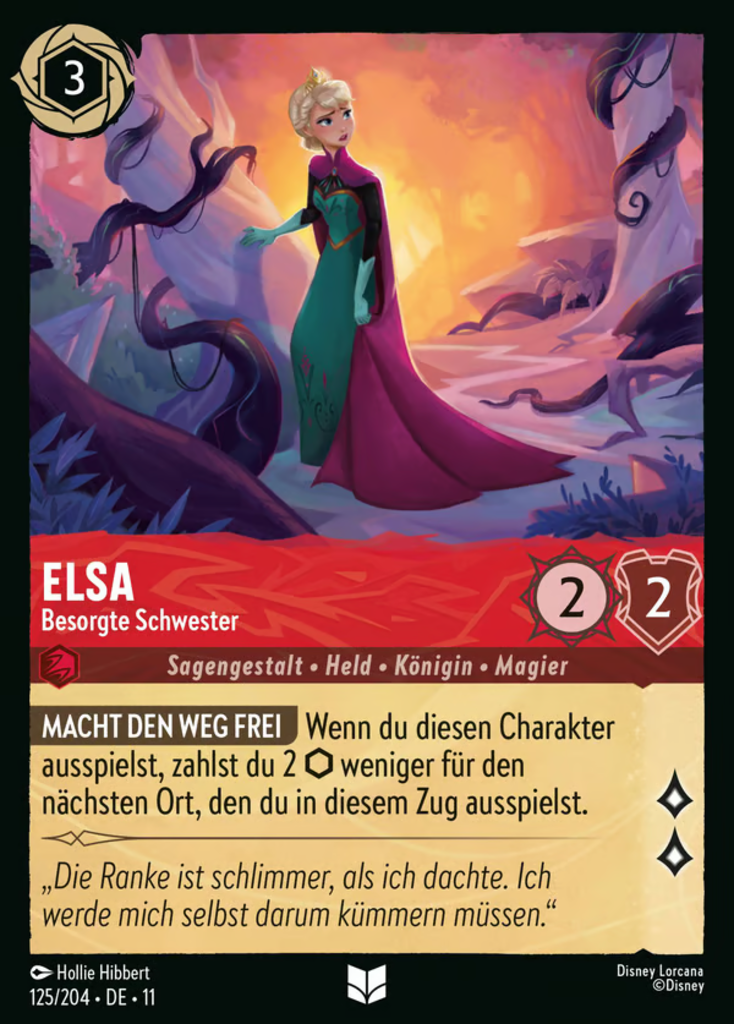 3
ELSA
Besorgte Schwester
2
2
Sagengestalt • Held • Königin • Magier
MACHT DEN WEG FREI Wenn du diesen Charakter
ausspielst, zahlst du 2 ⬡ weniger für den
nächsten Ort, den du in diesem Zug ausspielst.
„Die Ranke ist schlimmer, als ich dachte. Ich
werde mich selbst darum kümmern müssen.“
Hollie Hibbert
125/204 • DE • 11
Disney Lorcana
©Disney